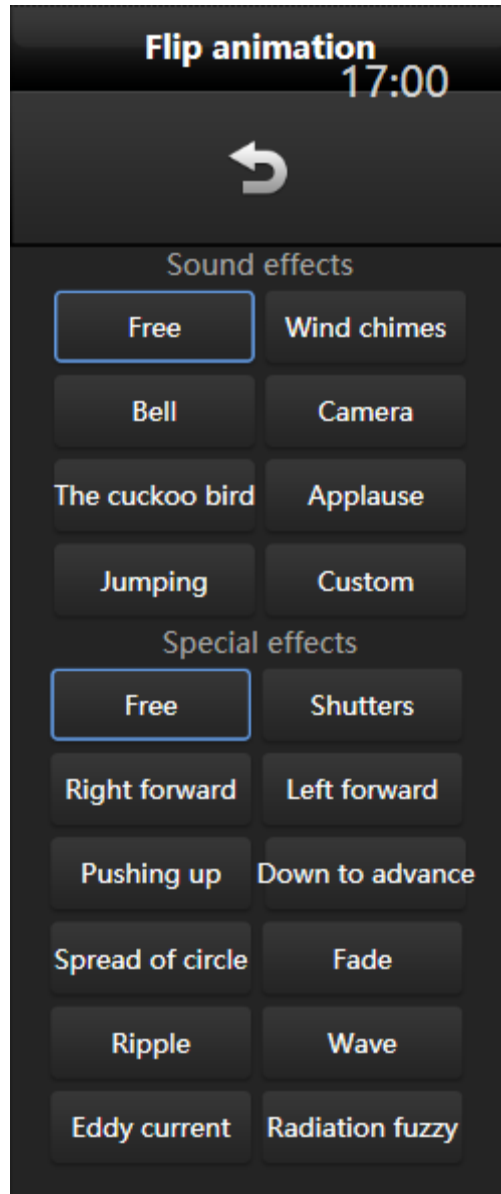 Flip animation
17:00
Sound effects
Free
Wind chimes
Bell
Camera
The cuckoo bird
Applause
Jumping
Custom
Special effects
Free
Shutters
Right forward
Left forward
Pushing up
Down to advance
Spread of circle
Fade
Ripple
Wave
Eddy current
Radiation fuzzy